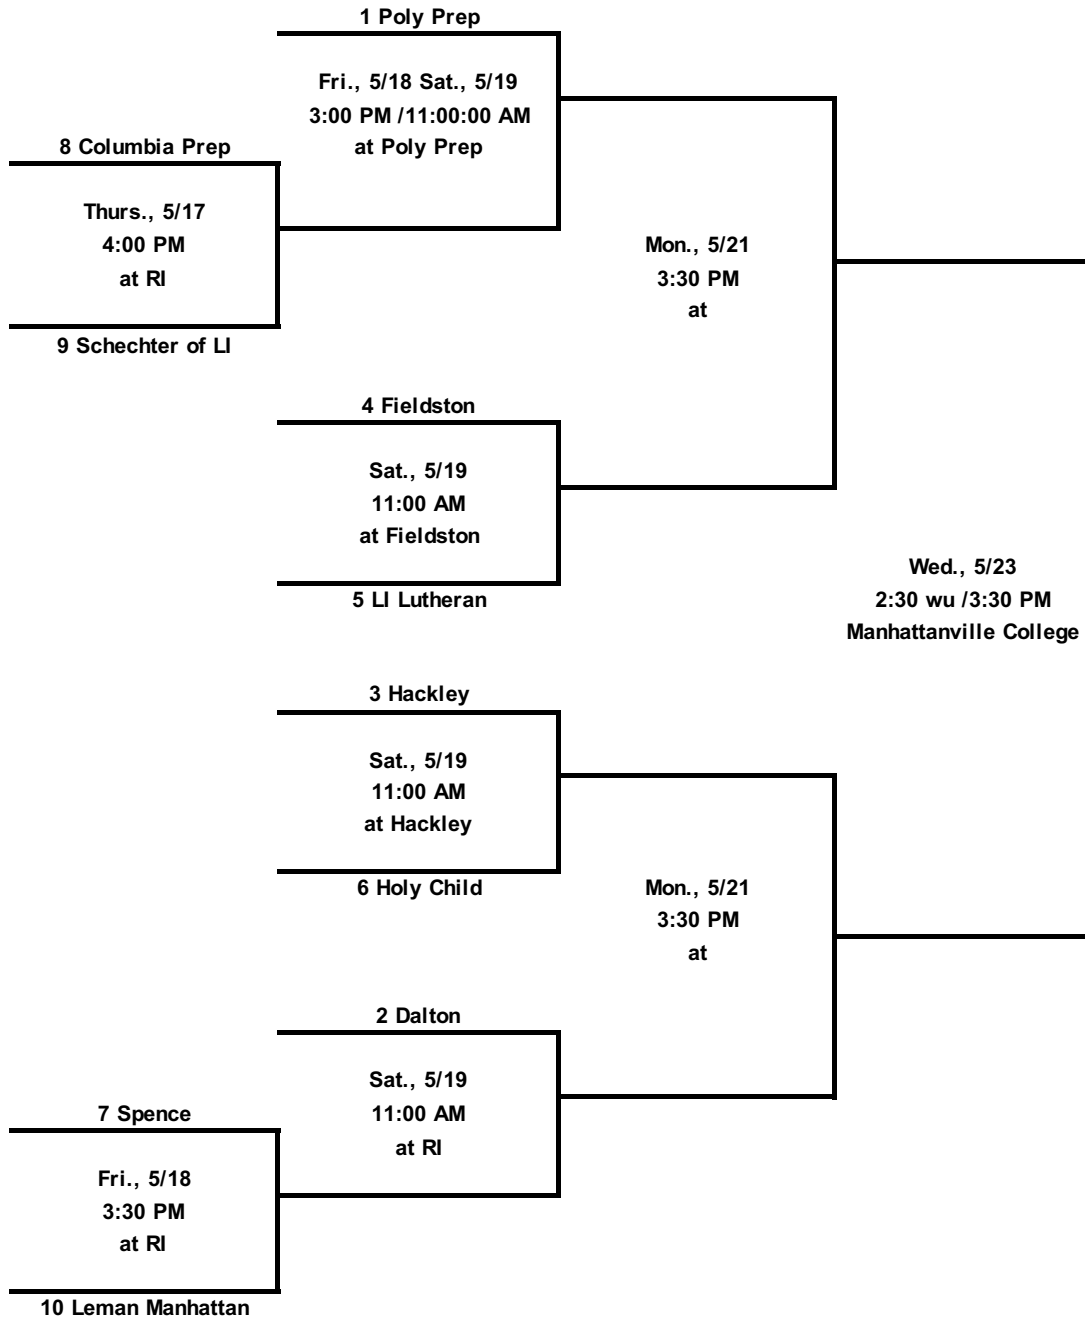 1 Poly Prep
Fri., 5/18 Sat., 5/19
3:00 PM /11:00:00 AM
at Poly Prep
8 Columbia Prep
Thurs., 5/17
4:00 PM
at RI
9 Schechter of LI
Mon., 5/21
3:30 PM
at
4 Fieldston
Sat., 5/19
11:00 AM
at Fieldston
5 LI Lutheran
Wed., 5/23
2:30 wu /3:30 PM
Manhattanville College
3 Hackley
Sat., 5/19
11:00 AM
at Hackley
6 Holy Child
Mon., 5/21
3:30 PM
at
2 Dalton
Sat., 5/19
11:00 AM
at RI
7 Spence
Fri., 5/18
3:30 PM
at RI
10 Leman Manhattan